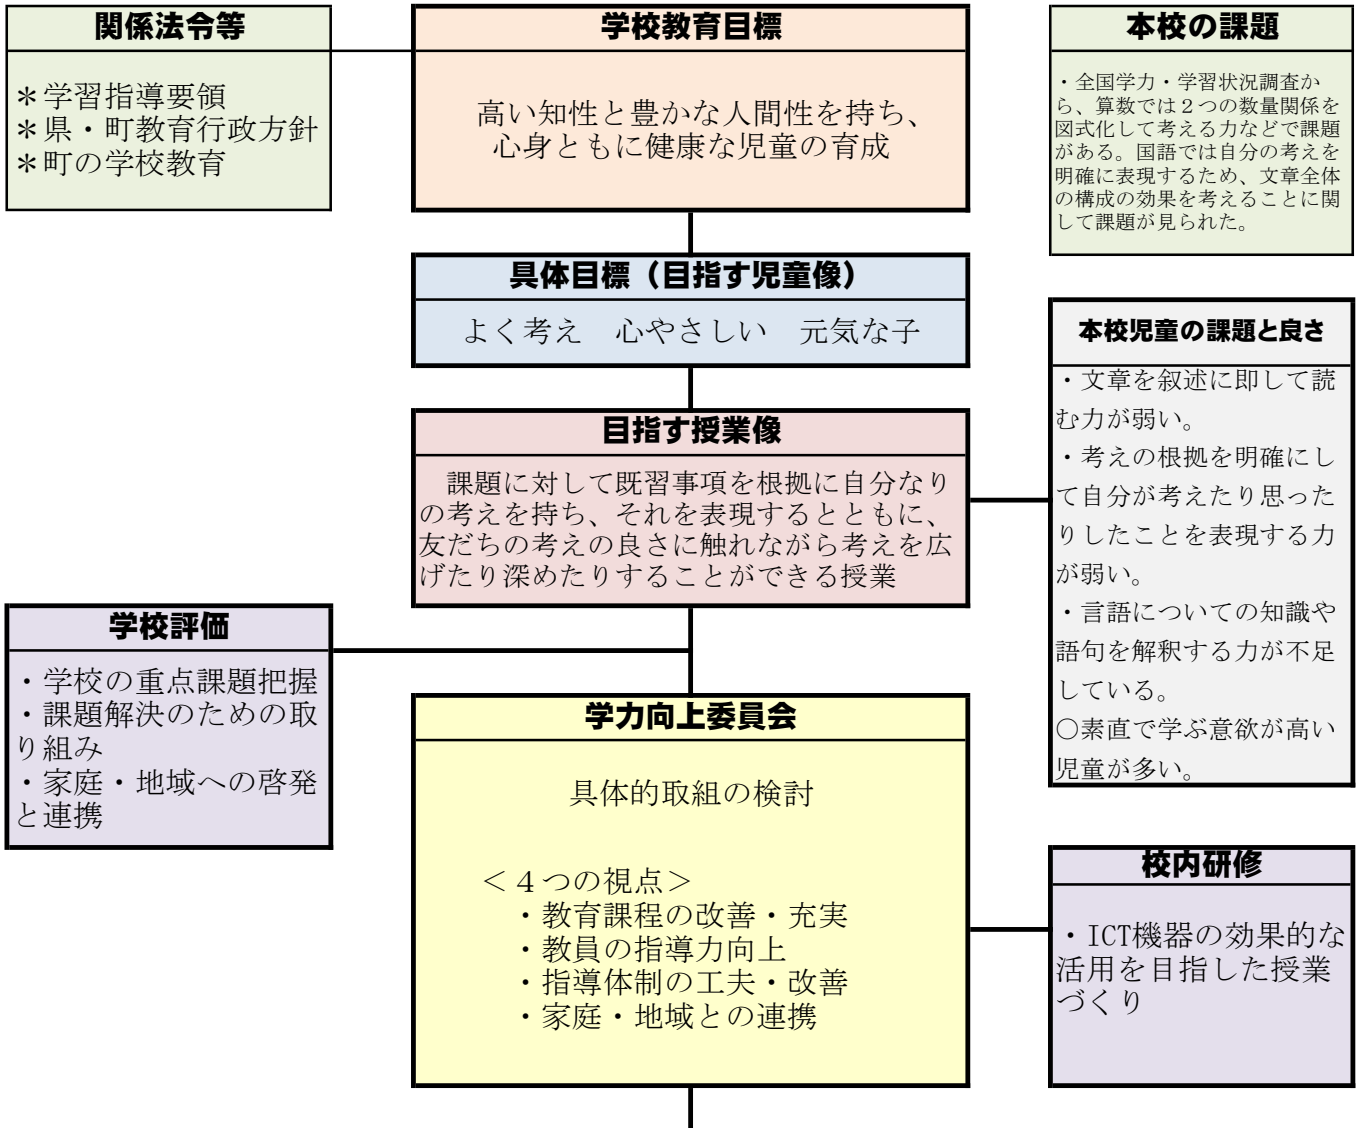 関係法令等
＊学習指導要領
＊県・町教育行政方針
＊町の学校教育
学校教育目標
高い知性と豊かな人間性を持ち、
心身ともに健康な児童の育成
本校の課題
・全国学力・学習状況調査か
ら、算数では２つの数量関係を
図式化して考える力などで課題
がある。国語では自分の考えを
明確に表現するため、文章全体
の構成の効果を考えることに関
して課題が見られた。
具体目標（目指す児童像）
よく考え　心やさしい　元気な子
本校児童の課題と良さ
・文章を叙述に即して読
む力が弱い。
・考えの根拠を明確にし
て自分が考えたり思った
りしたことを表現する力
が弱い。
・言語についての知識や
語句を解釈する力が不足
している。
○素直で学ぶ意欲が高い
児童が多い。
目指す授業像
課題に対して既習事項を根拠に自分なり
の考えを持ち、それを表現するとともに、
友だちの考えの良さに触れながら考えを広
げたり深めたりすることができる授業
学校評価
・学校の重点課題把握
・課題解決のための取
り組み
・家庭・地域への啓発
と連携
学力向上委員会
具体的取組の検討
＜４つの視点＞
・教育課程の改善・充実
・教員の指導力向上
・指導体制の工夫・改善
・家庭・地域との連携
校内研修
・ICT機器の効果的な
活用を目指した授業
づくり